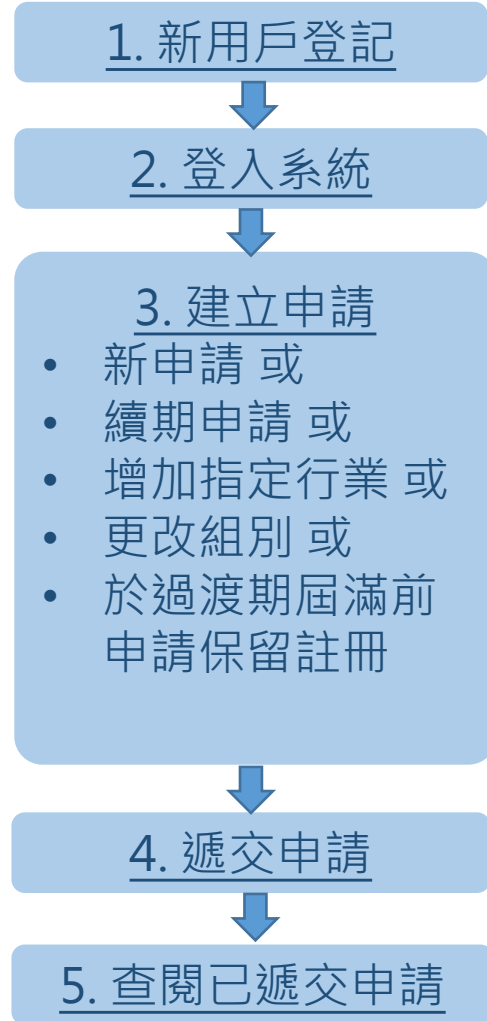 1. 新用戶登記
2. 登入系統
3. 建立申請
• 新申請 或
• 續期申請 或
• 增加指定行業 或
• 更改組別 或
• 於過渡期屆滿前
申請保留註冊
4. 遞交申請
5. 查閱已遞交申請